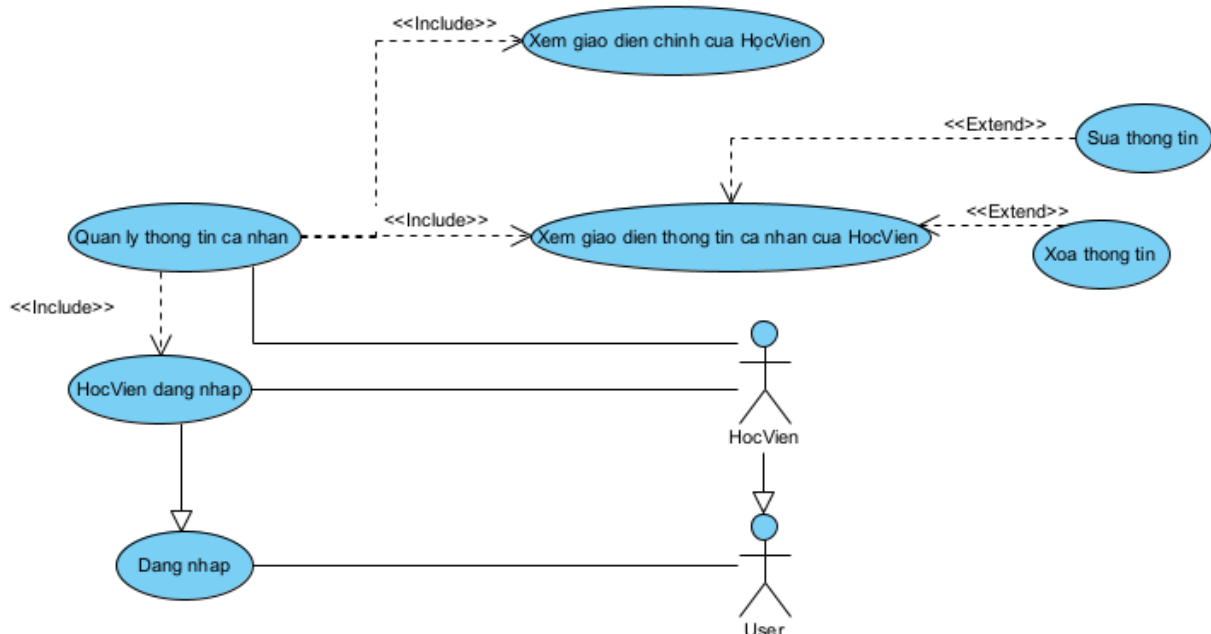 <<Include>>
Xem giao dien chinh cua HọcVien
<<Extend>>
Sua thong tin
<<Include>>
<<Extend>>
Quan ly thong tin ca nhan
Xem giao dien thong tin ca nhan cua HocVien
Xoa thong tin
<<Include>>
HocVien dang nhap
HocVien
Dang nhap
User